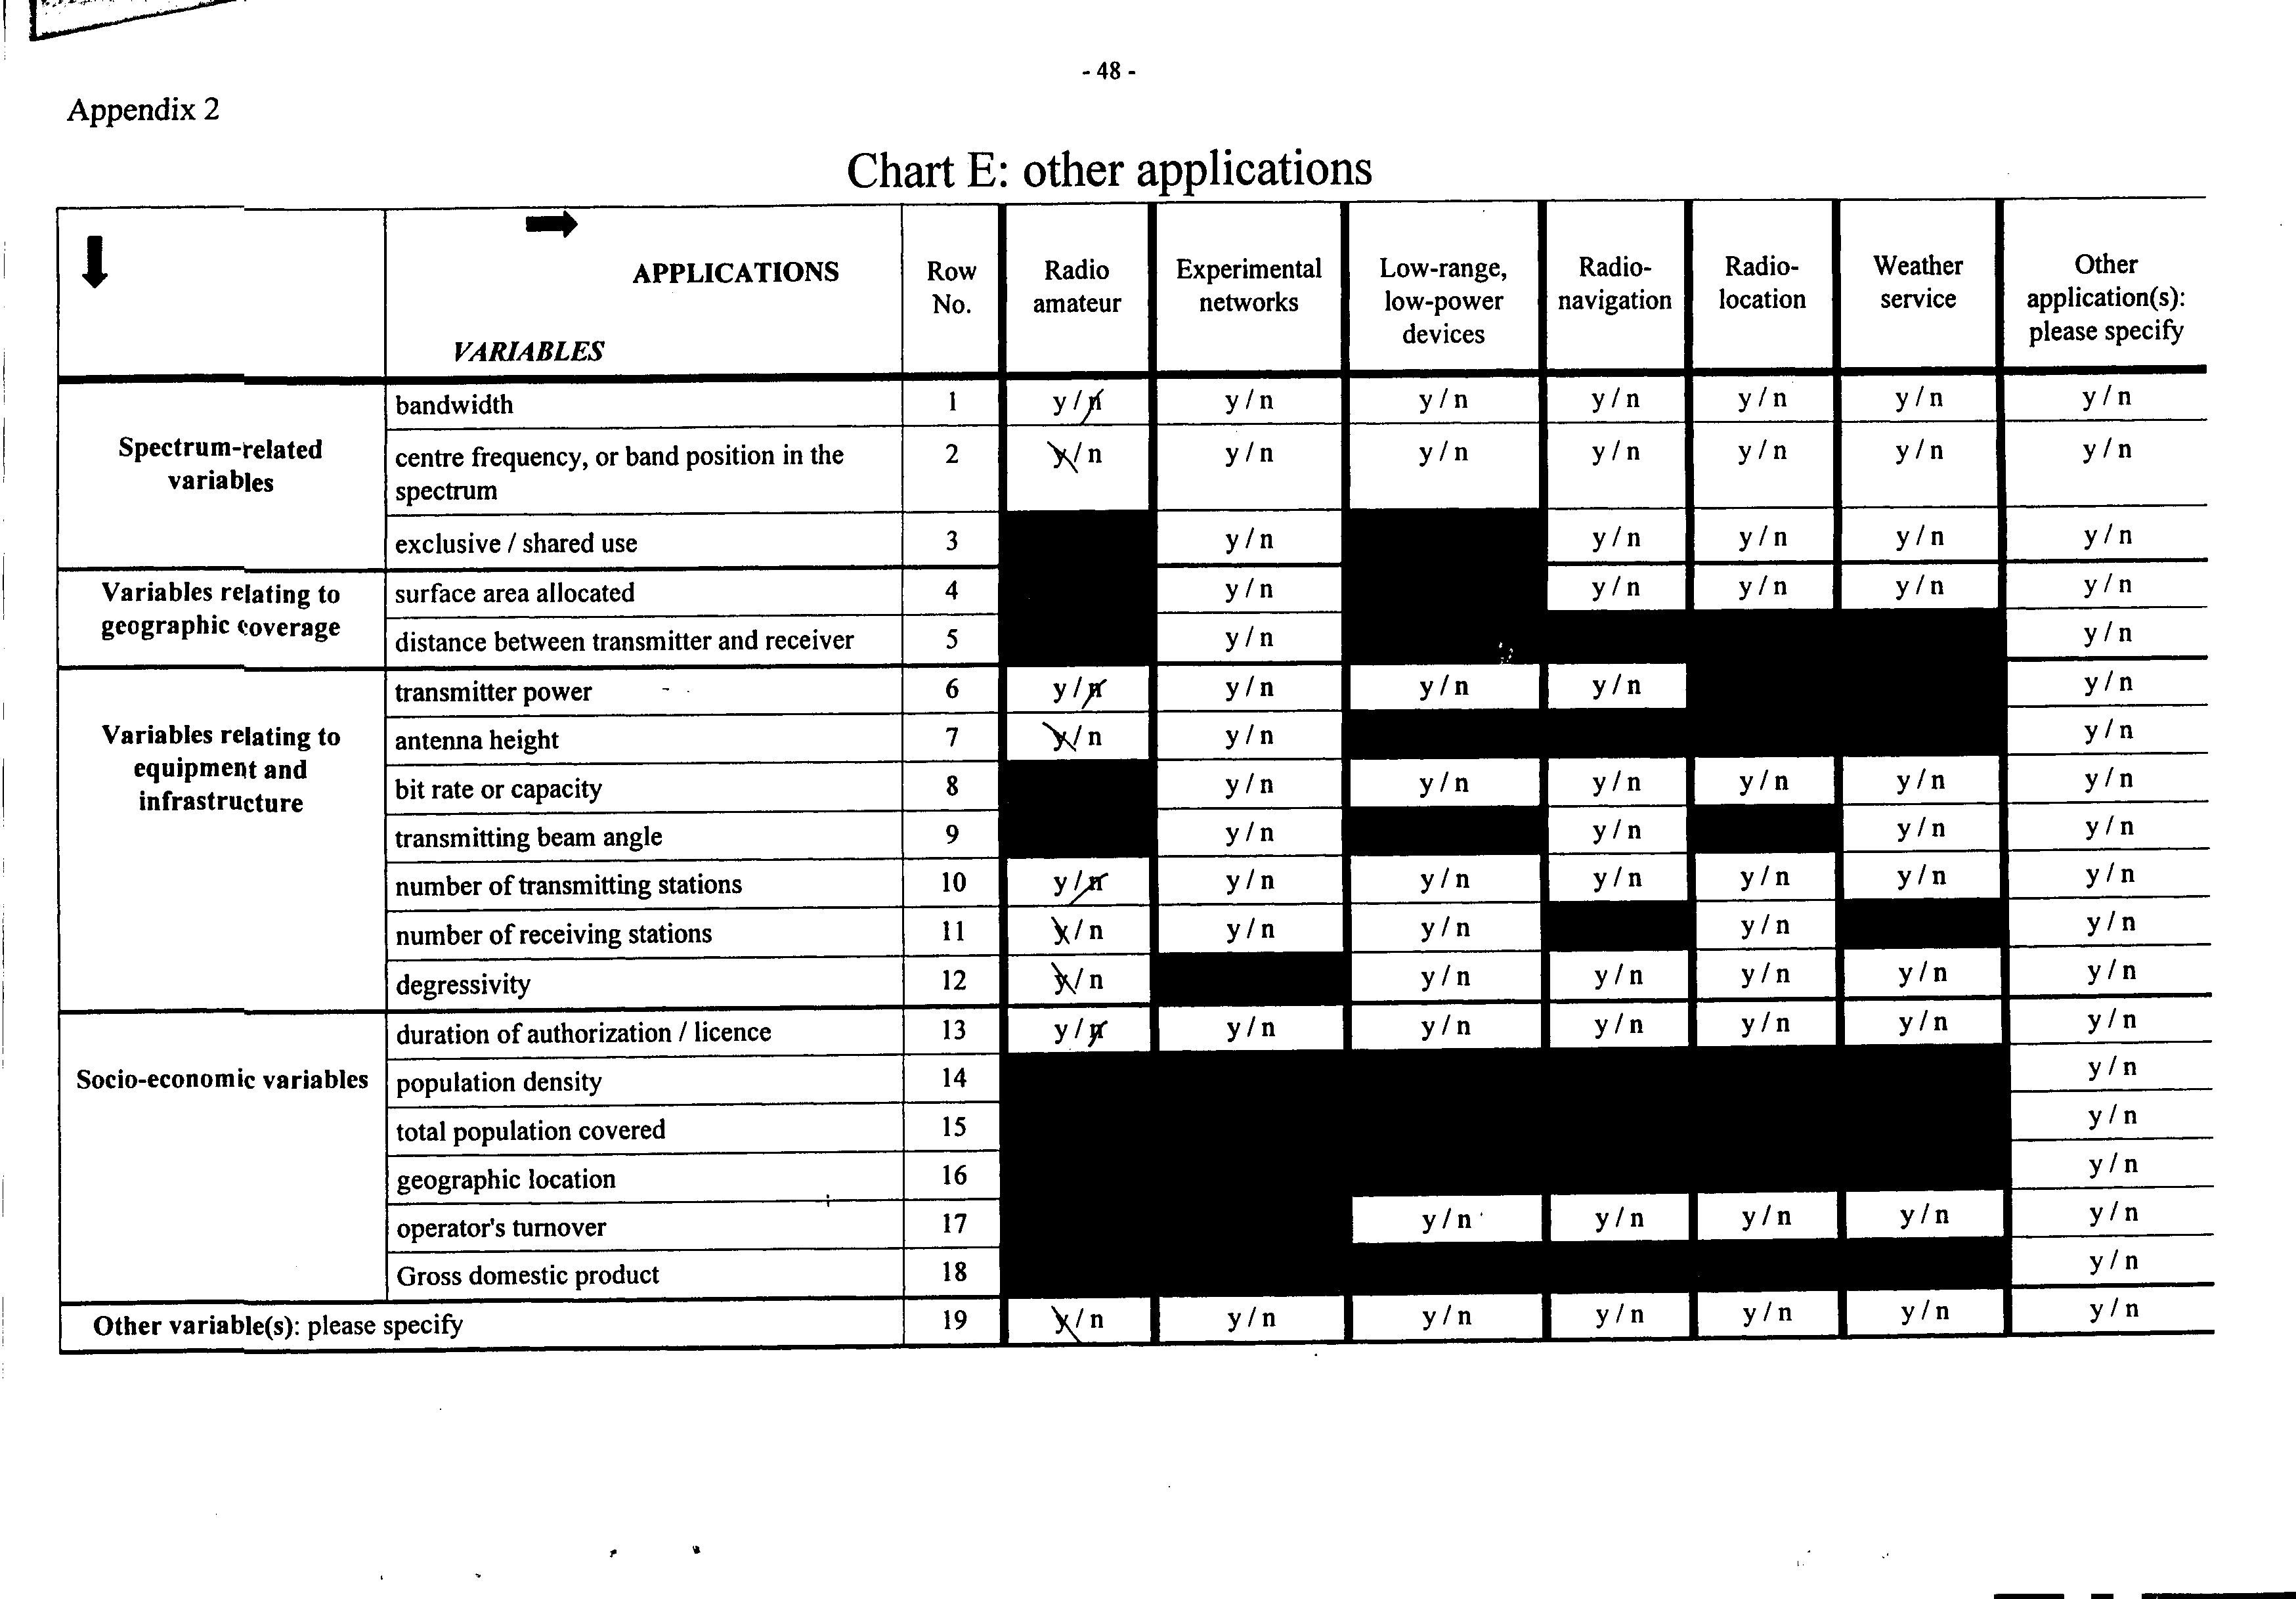 - 48 -
Appendix 2
Chart E: other applications
APPLICATIONS
VARIABLES
Row
No.
Radio
amateur
Experimental
networks
Low-range,
low-power
devices
Radio-
navigation
Radio-
location
Weather
service
Other
application(s):
please specify
Spectrum-related
variables
bandwidth 1 y / n y / n y / n y / n y / n y / n y / n
centre frequency, or band position in the
spectrum
2 y / n y / n y / n y / n y / n y / n y / n
exclusive / shared use 3 y / n y / n y / n y / n y / n
Variables relating to
geographic coverage
surface area allocated 4 y / n y / n y / n y / n y / n
distance between transmitter and receiver 5 y / n y / n
Variables relating to
equipment and
infrastructure
transmitter power 6 y / n y / n y / n y / n y / n
antenna height 7 y / n y / n y / n
bit rate or capacity 8 y / n y / n y / n y / n y / n y / n
transmitting beam angle 9 y / n y / n y / n y / n
number of transmitting stations 10 y / n y / n y / n y / n y / n y / n y / n
number of receiving stations 11 y / n y / n y / n y / n y / n
degressivity 12 y / n y / n y / n y / n y / n y / n
Socio-economic variables
duration of authorization / licence 13 y / n y / n y / n y / n y / n y / n y / n
population density 14 y / n
total population covered 15 y / n
geographic location 16 y / n
operator's turnover 17 y / n y / n y / n y / n y / n
Gross domestic product 18 y / n
Other variable(s): please specify 19 y / n y / n y / n y / n y / n y / n y / n